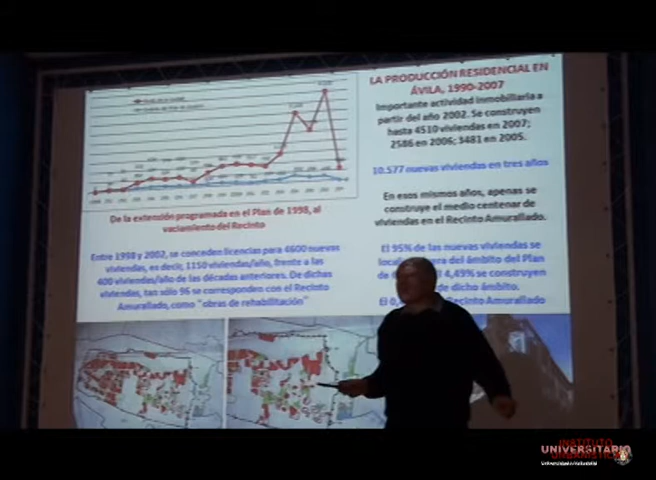 LA PRODUCCIÓN RESIDENCIAL EN
ÁVILA, 1990-2007
Importante actividad inmobiliaria a
partir del año 2002. Se construyen
hasta 4510 viviendas en 2007;
2586 en 2006; 3481 en 2005.
10.577 nuevas viviendas en tres años
En esos mismos años, apenas se
construye el medio centenar de
viviendas en el Recinto Amurallado.
El 95% de las nuevas viviendas se
del ámbito del Plan
4,49% se construyen
de dicho ámbito.
El 0, Recinto Amurallado
De la extensión programada en el Plan de 1998, al
vaciamiento del Recinto
Entre 1998 y 2002, se conceden licencias para 4600 nuevas
viviendas, es decir, 1150 viviendas/año, frente a las
400 viviendas/año de las décadas anteriores. De dichas
viviendas, tan sólo 96 se corresponden con el Recinto
Amurallado, como "obras de rehabilitación"
INSTITUTO
UNIVERSITARIO